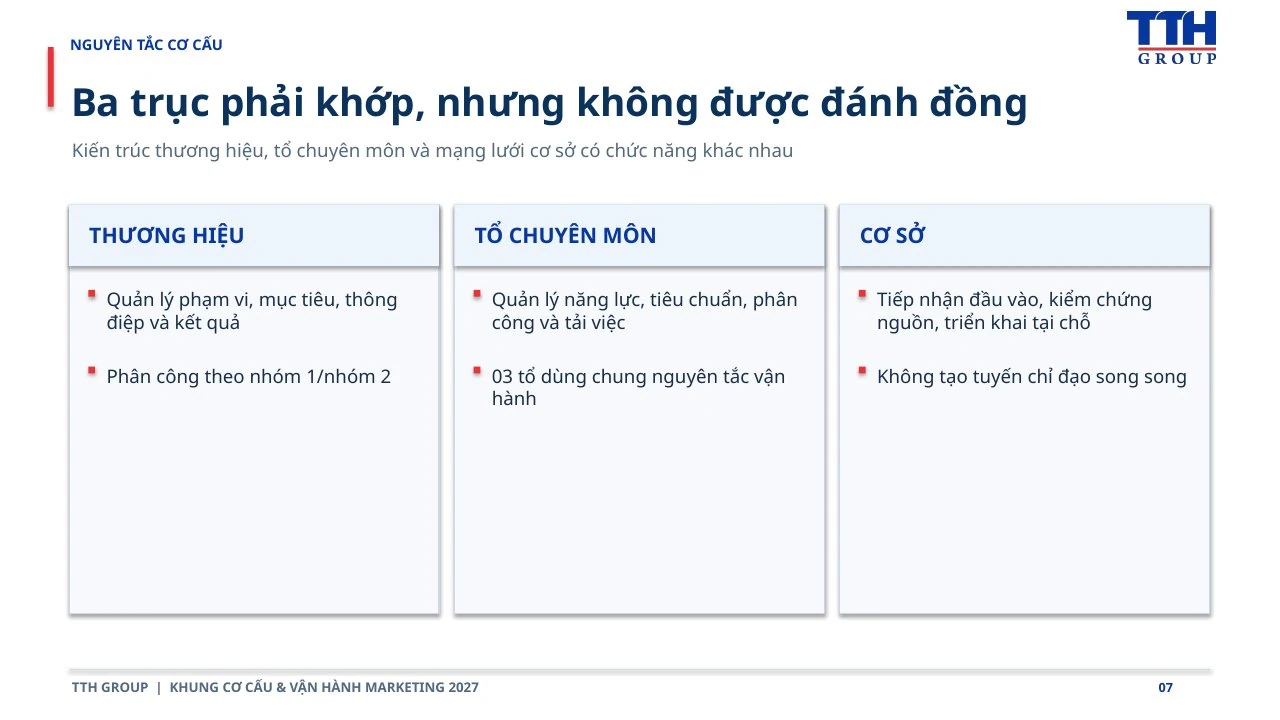 NGUYÊN TẮC CƠ CẤU
TTH
GROUP
Ba trục phải khớp, nhưng không được đánh đồng
Kiến trúc thương hiệu, tổ chuyên môn và mạng lưới cơ sở có chức năng khác nhau
THƯƠNG HIỆU
Quản lý phạm vi, mục tiêu, thông
điệp và kết quả
Phân công theo nhóm 1/nhóm 2
TỔ CHUYÊN MÔN
Quản lý năng lực, tiêu chuẩn, phân
công và tải việc
03 tổ dùng chung nguyên tắc vận
hành
CƠ SỞ
Tiếp nhận đầu vào, kiểm chứng
nguồn, triển khai tại chỗ
Không tạo tuyến chỉ đạo song song
TTH GROUP | KHUNG CƠ CẤU & VẬN HÀNH MARKETING 2027
07